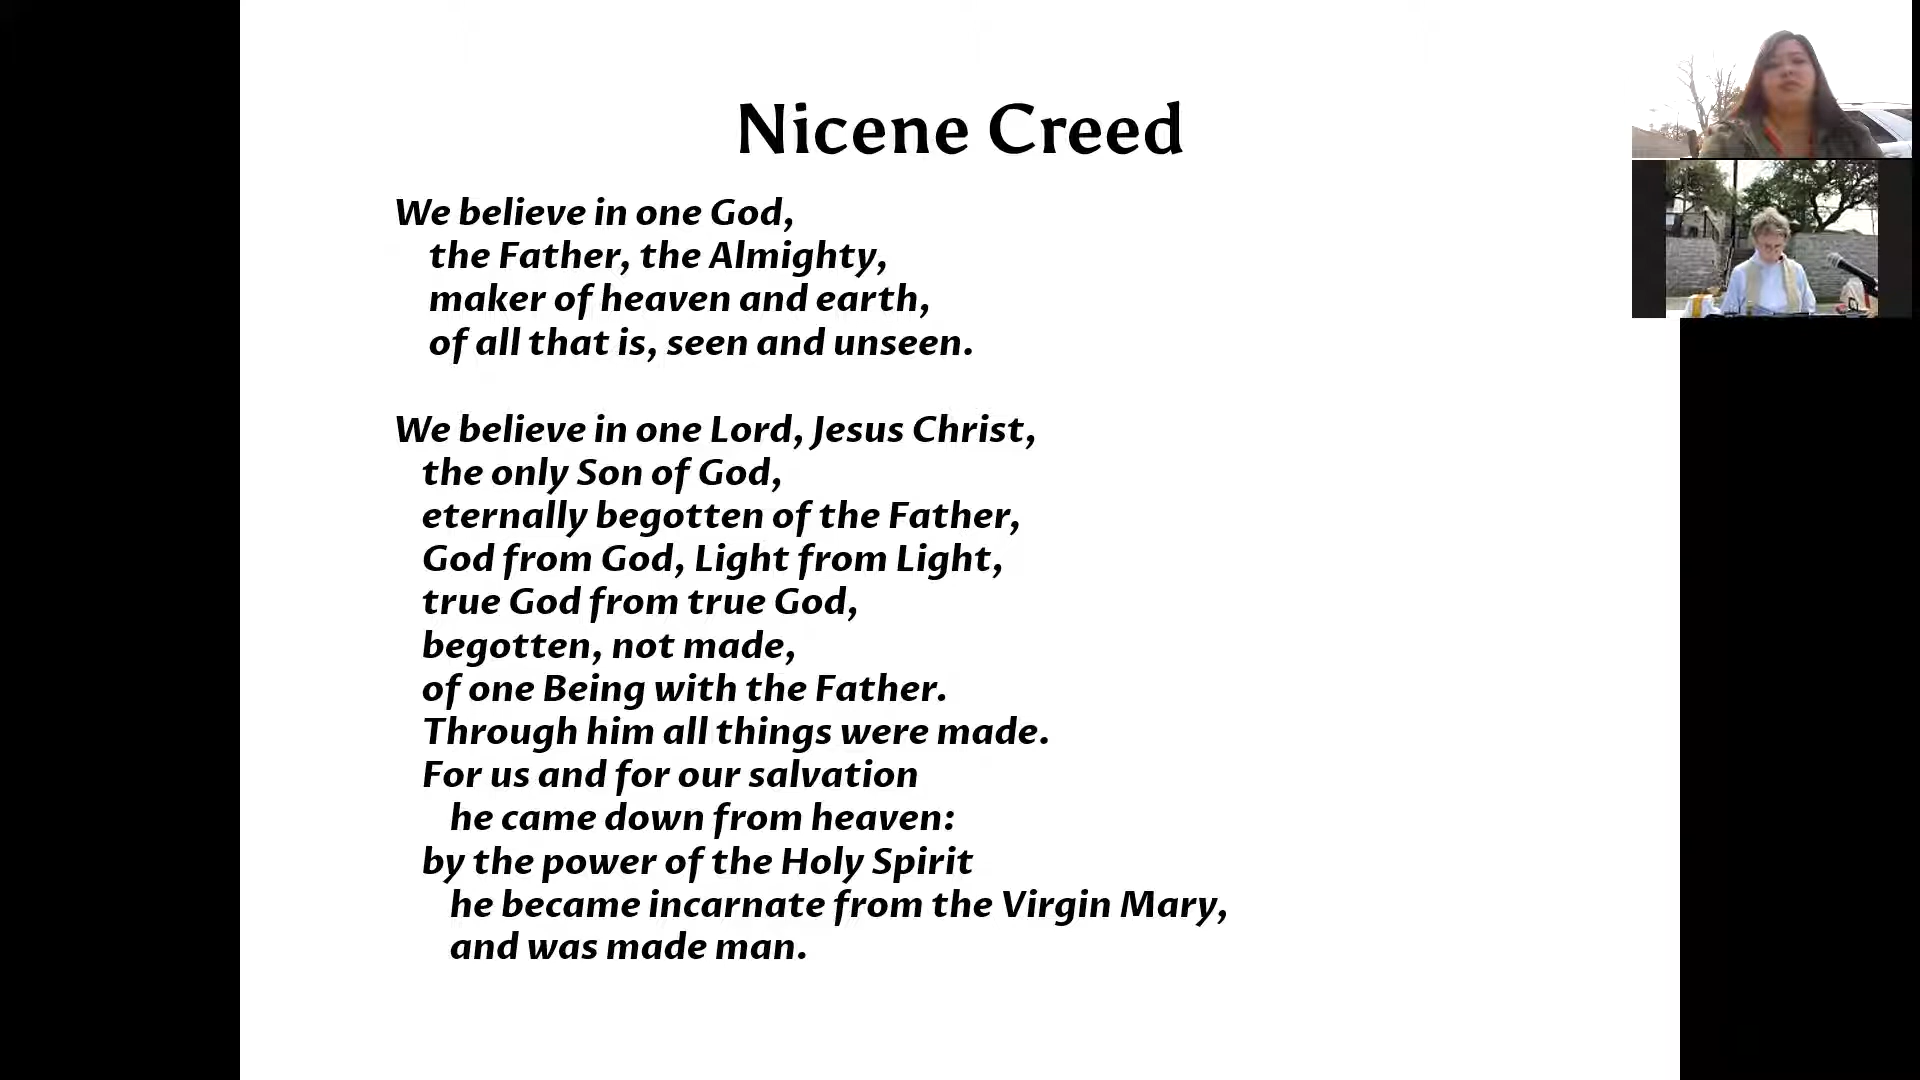 Nicene Creed
We believe in one God,
the Father, the Almighty,
maker of heaven and earth,
of all that is, seen and unseen.
We believe in one Lord, Jesus Christ,
the only Son of God,
eternally begotten of the Father,
God from God, Light from Light,
true God from true God,
begotten, not made,
of one Being with the Father.
Through him all things were made.
For us and for our salvation
he came down from heaven:
by the power of the Holy Spirit
he became incarnate from the Virgin Mary,
and was made man.